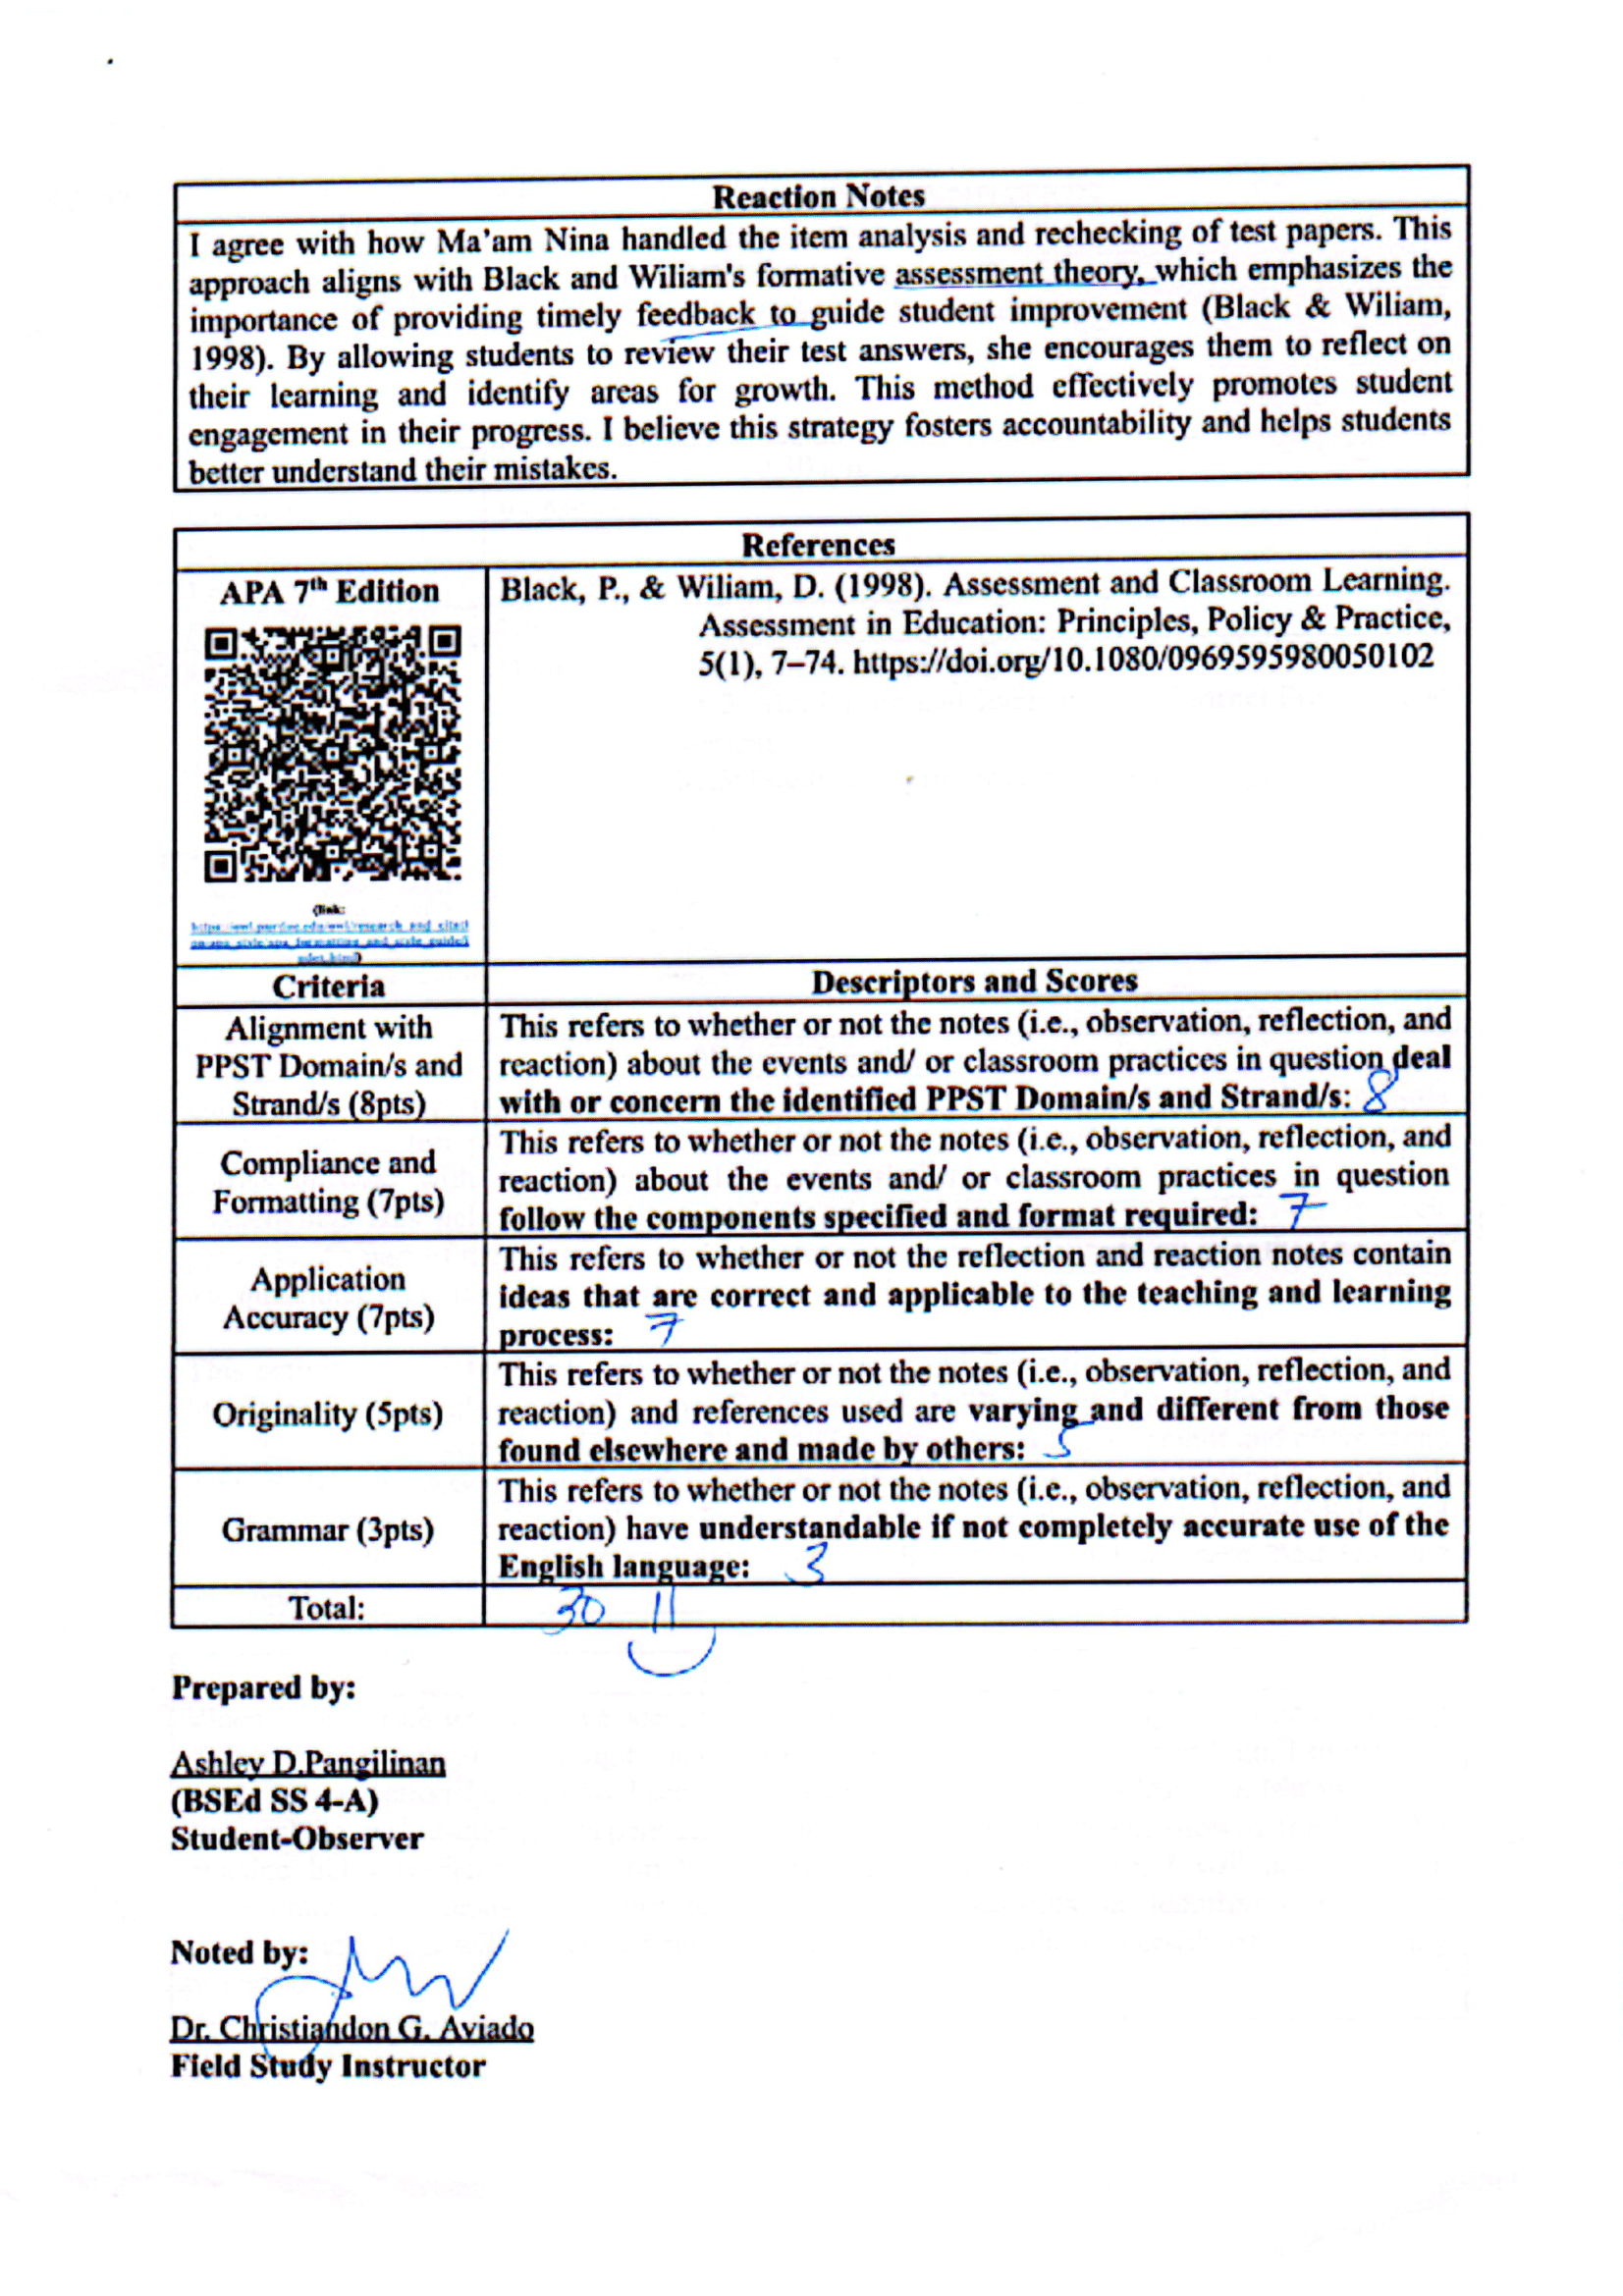 Reaction Notes
I agree with how Ma'am Nina handled the item analysis and rechecking of test papers. This
approach aligns with Black and Wiliam's formative assessment theory, which emphasizes the
importance of providing timely feedback to guide student improvement (Black & Wiliam,
1998). By allowing students to review their test answers, she encourages them to reflect on
their learning and identify areas for growth. This method effectively promotes student
engagement in their progress. I believe this strategy fosters accountability and helps students
better understand their mistakes.
References
APA 7th Edition
(link:
https://owl.purdue.edu/owl/research_and_citati
on/apa_style/apa_formatting_and_style_guide/i
ndex.html)
Black, P., & Wiliam, D. (1998). Assessment and Classroom Learning.
Assessment in Education: Principles, Policy & Practice,
5(1), 7–74. https://doi.org/10.1080/0969595980050102
Criteria
Descriptors and Scores
Alignment with
PPST Domain/s and
Strand/s (8pts)
This refers to whether or not the notes (i.e., observation, reflection, and
reaction) about the events and/ or classroom practices in question deal
with or concern the identified PPST Domain/s and Strand/s: 8
Compliance and
Formatting (7pts)
This refers to whether or not the notes (i.e., observation, reflection, and
reaction) about the events and/ or classroom practices in question
follow the components specified and format required: 7
Application
Accuracy (7pts)
This refers to whether or not the reflection and reaction notes contain
ideas that are correct and applicable to the teaching and learning
process: 7
Originality (5pts)
This refers to whether or not the notes (i.e., observation, reflection, and
reaction) and references used are varying and different from those
found elsewhere and made by others: 5
Grammar (3pts)
This refers to whether or not the notes (i.e., observation, reflection, and
reaction) have understandable if not completely accurate use of the
English language: 3
Total:
30
Prepared by:
Ashley D.Pangilinan
(BSEd SS 4-A)
Student-Observer
Noted by:
Dr. Christiandon G. Aviado
Field Study Instructor